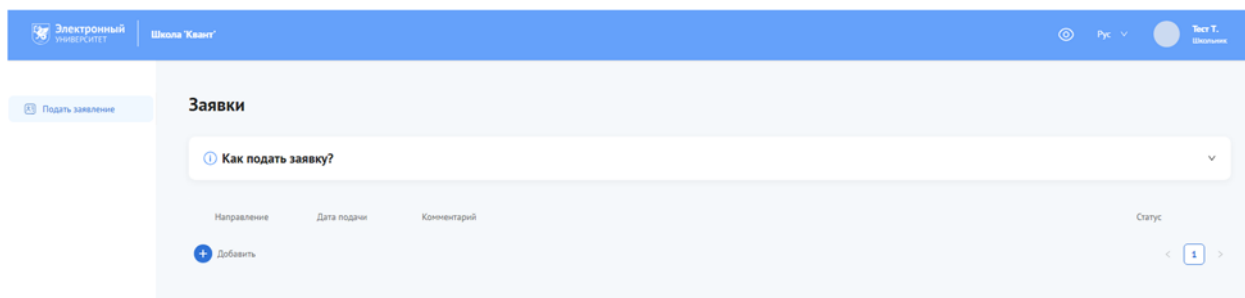 Электронный
УНИВЕРСИТЕТ
Школа 'Квант'
Рус
Тест Т.
Школьник
Подать заявление
Заявки
Как подать заявку?
Направление Дата подачи Комментарий Статус
Добавить
1